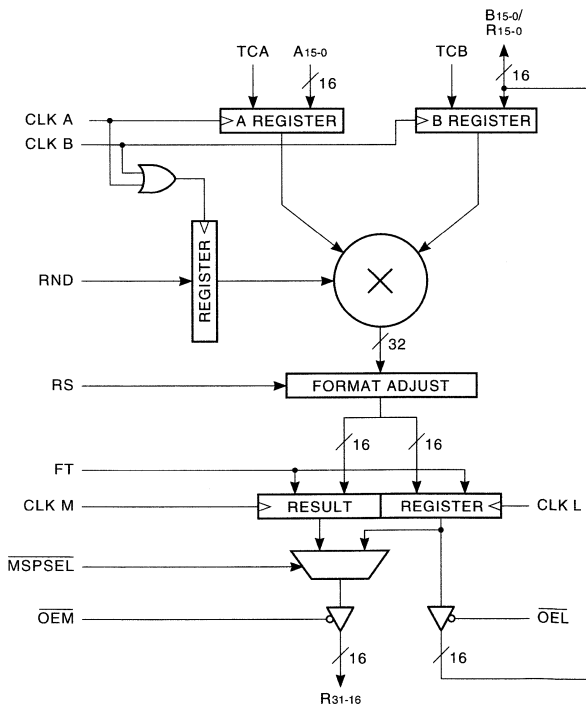 B15-0/
R15-0
TCA
A15-0
TCB
16
16
CLK A
A REGISTER
B REGISTER
CLK B
REGISTER
RND
32
RS
FORMAT ADJUST
16
16
FT
CLK M
RESULT
REGISTER
CLK L
MSPSEL
OEM
OEL
16
16
R31-16